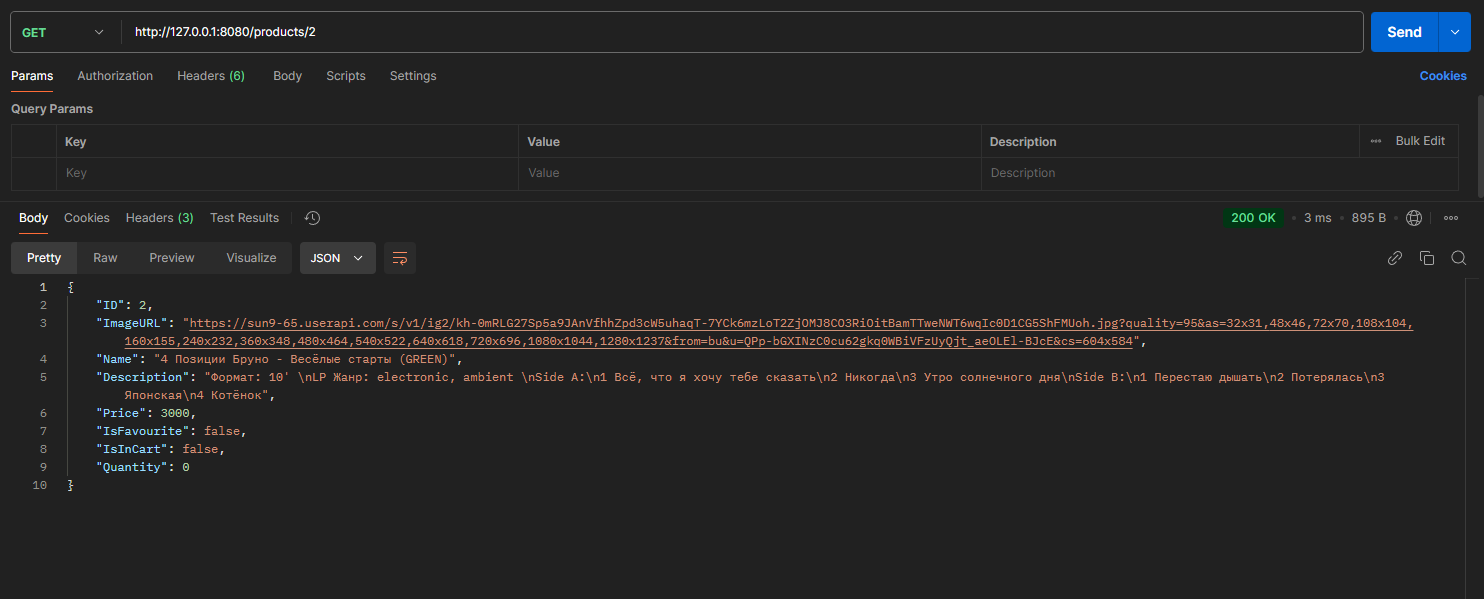 GET http://127.0.0.1:8080/products/2 Send
Params Authorization Headers (6) Body Scripts Settings Cookies
Query Params
Key Value Description Bulk Edit
Key Value Description
Body Cookies Headers (3) Test Results 200 OK • 3 ms • 895 B •
Pretty Raw Preview Visualize JSON
1 {
2 "ID": 2,
3 "ImageURL": "https://sun9-65.userapi.com/s/v1/ig2/kh-0mRLG27Sp5a9JAnVfhhZpd3cW5uhaqT-7YCk6mzLoT2ZjOMJ8CO3RiOitBamTTweNWT6wqIc0D1CG5ShFMUoh.jpg?quality=95&as=32x31,48x46,72x70,108x104,
160x155,240x232,360x348,480x464,540x522,640x618,720x696,1080x1044,1280x1237&from=bu&u=QPp-bGXINzC0cu62gkq0WBiVFzUyQjt_aeOLEl-BJcE&cs=604x584",
4 "Name": "4 Позиции Бруно - Весёлые старты (GREEN)",
5 "Description": "Формат: 10' \nLP Жанр: electronic, ambient \nSide A:\n1 Всё, что я хочу тебе сказать\n2 Никогда\n3 Утро солнечного дня\nSide B:\n1 Перестаю дышать\n2 Потерялась\n3
Японская\n4 Котёнок",
6 "Price": 3000,
7 "IsFavourite": false,
8 "IsInCart": false,
9 "Quantity": 0
10 }